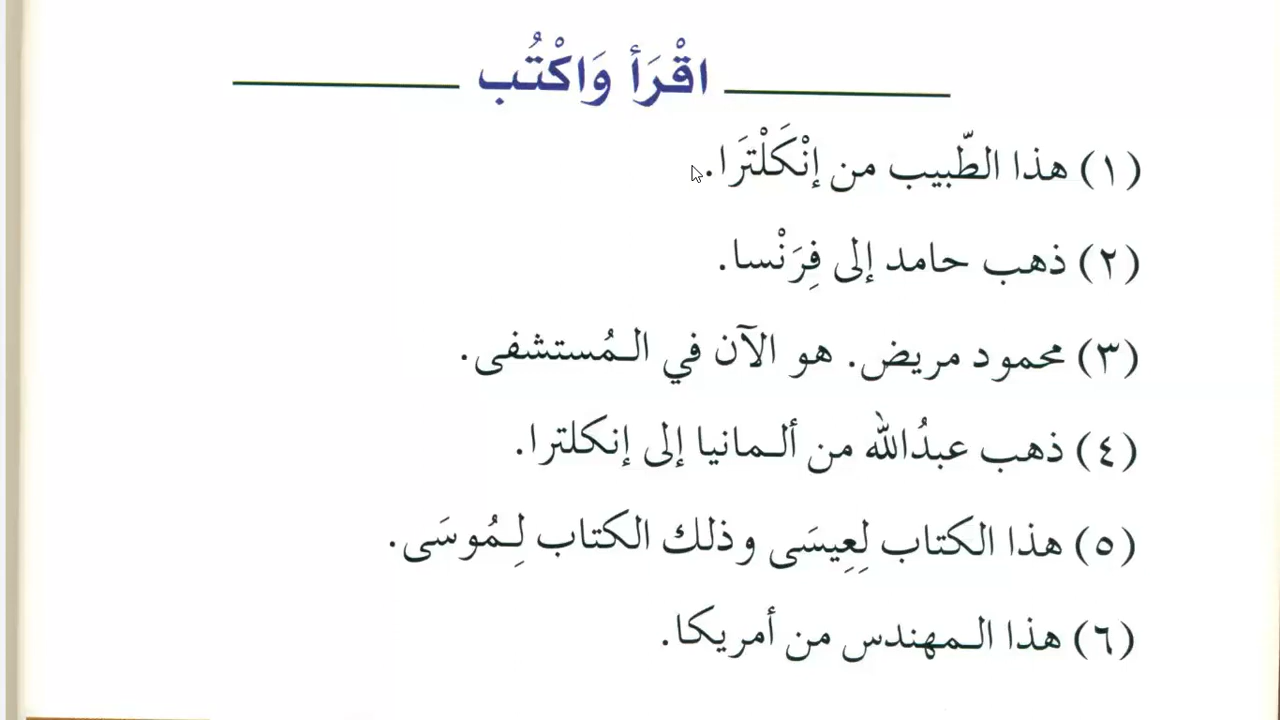 اقْرَأ وَاكْتُب
(١) هذا الطّبيب من إنْكَلْتَرَا.
(٢) ذهب حامد إلى فِرَنْسا.
(٣) محمود مريض. هو الآن في الـمُستشفى.
(٤) ذهب عبدُالله من ألـمانيا إلى إنكلترا.
(٥) هذا الكتاب لِعِيسَى وذلك الكتاب لِـمُوسَى.
(٦) هذا الـمهندس من أمريكا.